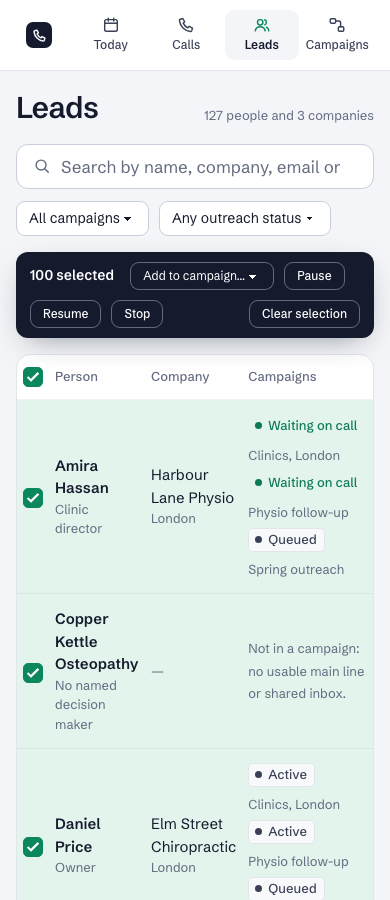 Today
Calls
Leads
Campaigns
Leads
127 people and 3 companies
Search by name, company, email or
All campaigns
Any outreach status
100 selected
Add to campaign...
Pause
Resume
Stop
Clear selection
Person
Company
Campaigns
Amira
Hassan
Clinic
director
Harbour
Lane Physio
London
Waiting on call
Clinics, London
Waiting on call
Physio follow-up
Queued
Spring outreach
Copper
Kettle
Osteopathy
No named
decision
maker
—
Not in a campaign:
no usable main line
or shared inbox.
Daniel
Price
Owner
Elm Street
Chiropractic
London
Active
Clinics, London
Active
Physio follow-up
Queued